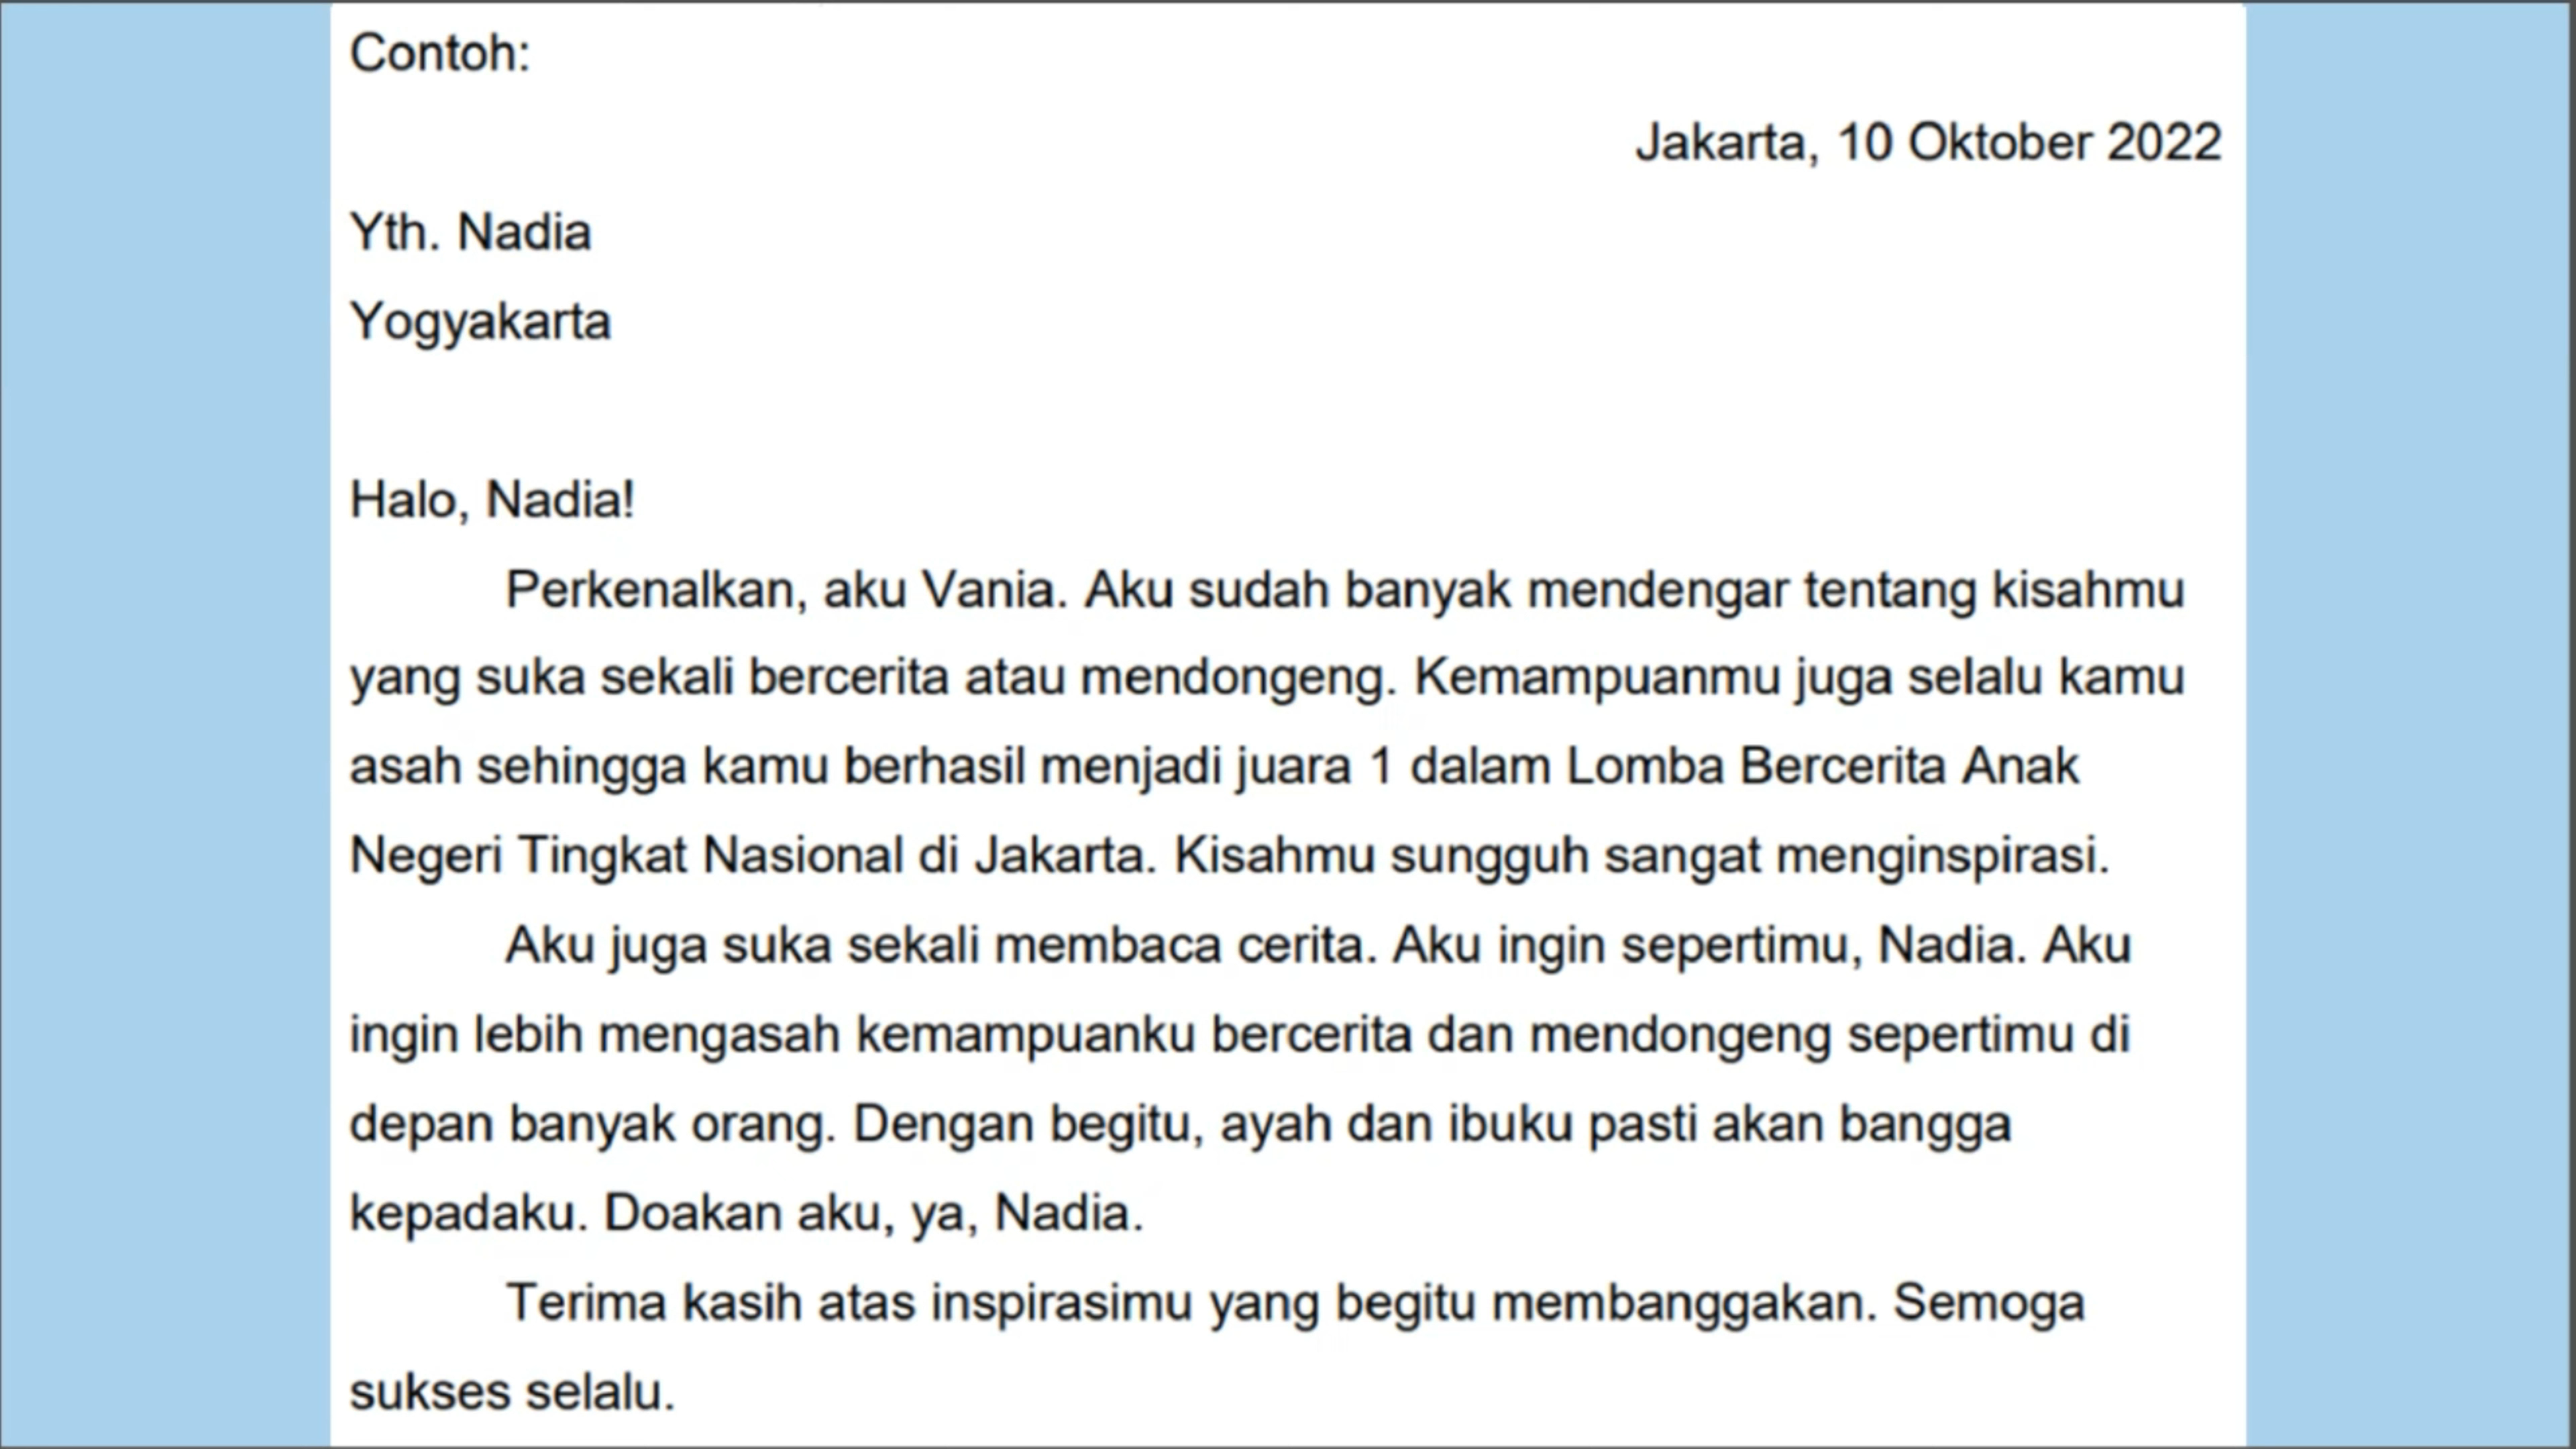 Contoh:
Jakarta, 10 Oktober 2022
Yth. Nadia
Yogyakarta
Halo, Nadia!
Perkenalkan, aku Vania. Aku sudah banyak mendengar tentang kisahmu
yang suka sekali bercerita atau mendongeng. Kemampuanmu juga selalu kamu
asah sehingga kamu berhasil menjadi juara 1 dalam Lomba Bercerita Anak
Negeri Tingkat Nasional di Jakarta. Kisahmu sungguh sangat menginspirasi.
Aku juga suka sekali membaca cerita. Aku ingin sepertimu, Nadia. Aku
ingin lebih mengasah kemampuanku bercerita dan mendongeng sepertimu di
depan banyak orang. Dengan begitu, ayah dan ibuku pasti akan bangga
kepadaku. Doakan aku, ya, Nadia.
Terima kasih atas inspirasimu yang begitu membanggakan. Semoga
sukses selalu.